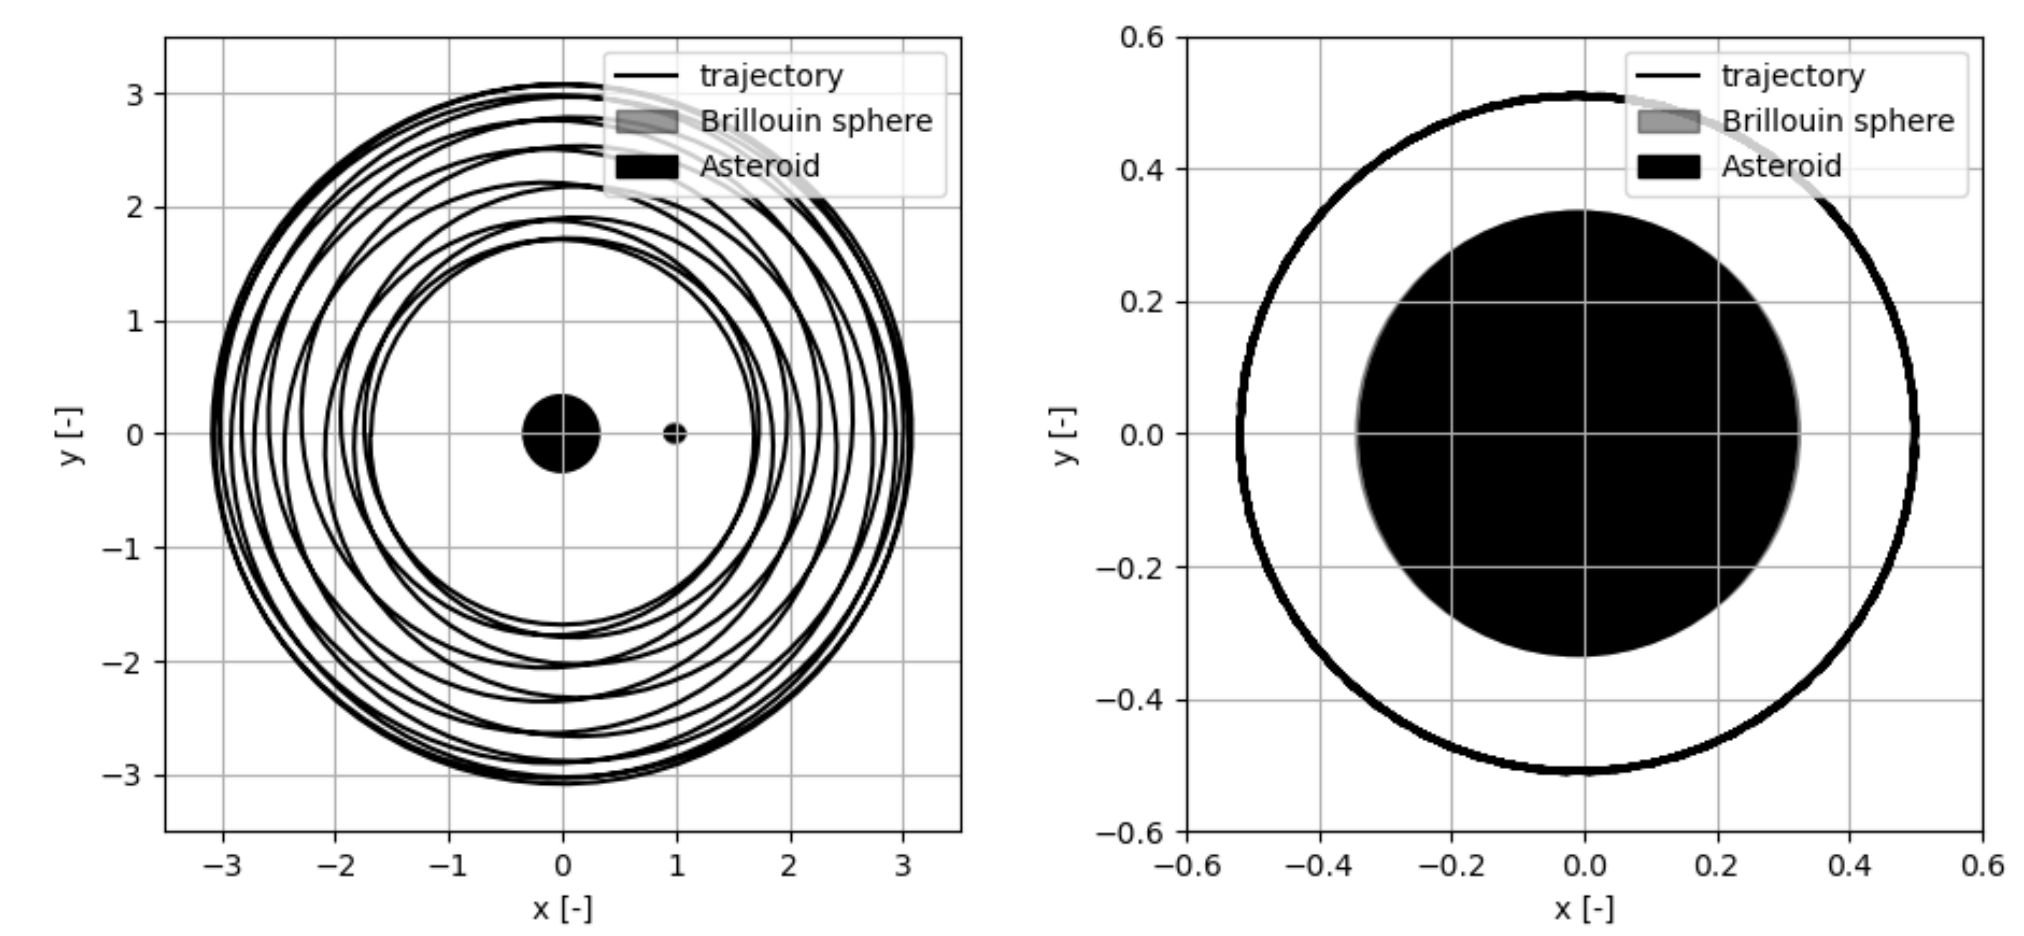 trajectory
Brillouin sphere
Asteroid
3
2
1
0
−1
−2
−3
y [-]
−3 −2 −1 0 1 2 3
x [-]
trajectory
Brillouin sphere
Asteroid
0.6
0.4
0.2
0.0
−0.2
−0.4
−0.6
y [-]
−0.6 −0.4 −0.2 0.0 0.2 0.4 0.6
x [-]